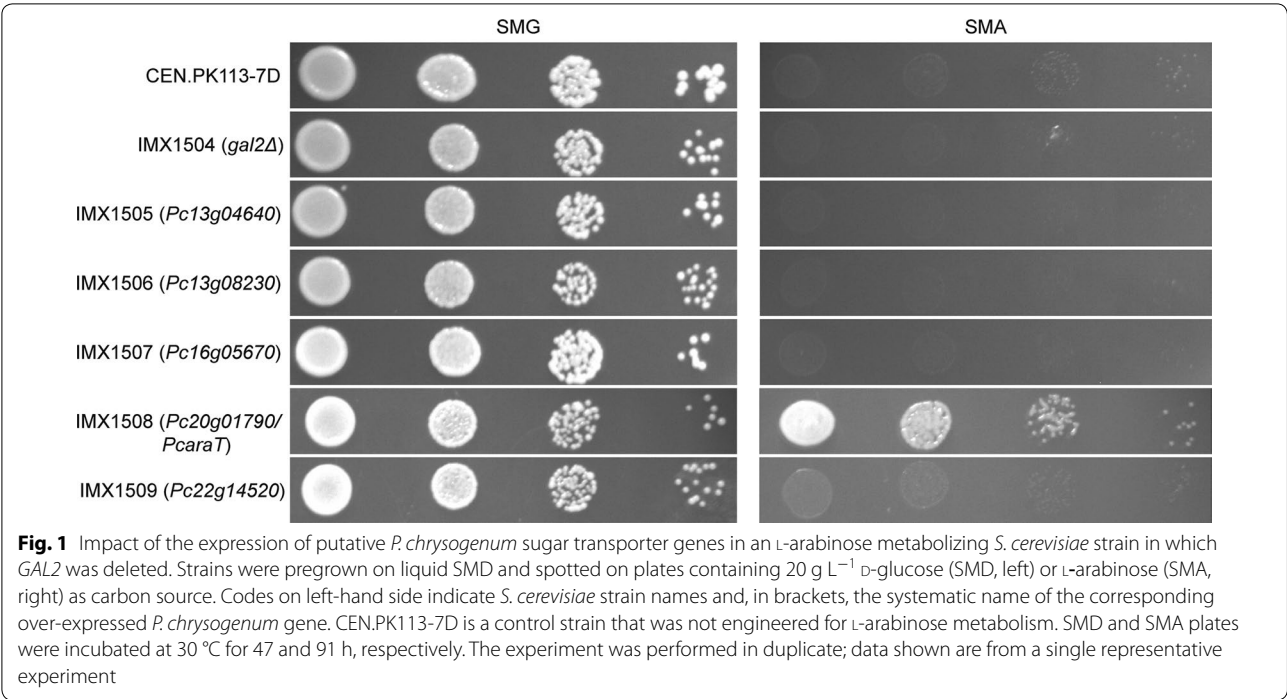 SMG SMA
CEN.PK113-7D
IMX1504 (gal2Δ)
IMX1505 (Pc13g04640)
IMX1506 (Pc13g08230)
IMX1507 (Pc16g05670)
IMX1508 (Pc20g01790/
PcaraT)
IMX1509 (Pc22g14520)
Fig. 1 Impact of the expression of putative P. chrysogenum sugar transporter genes in an L-arabinose metabolizing S. cerevisiae strain in which
GAL2 was deleted. Strains were pregrown on liquid SMD and spotted on plates containing 20 g L⁻¹ D-glucose (SMD, left) or L-arabinose (SMA,
right) as carbon source. Codes on left-hand side indicate S. cerevisiae strain names and, in brackets, the systematic name of the corresponding
over-expressed P. chrysogenum gene. CEN.PK113-7D is a control strain that was not engineered for L-arabinose metabolism. SMD and SMA plates
were incubated at 30 °C for 47 and 91 h, respectively. The experiment was performed in duplicate; data shown are from a single representative
experiment